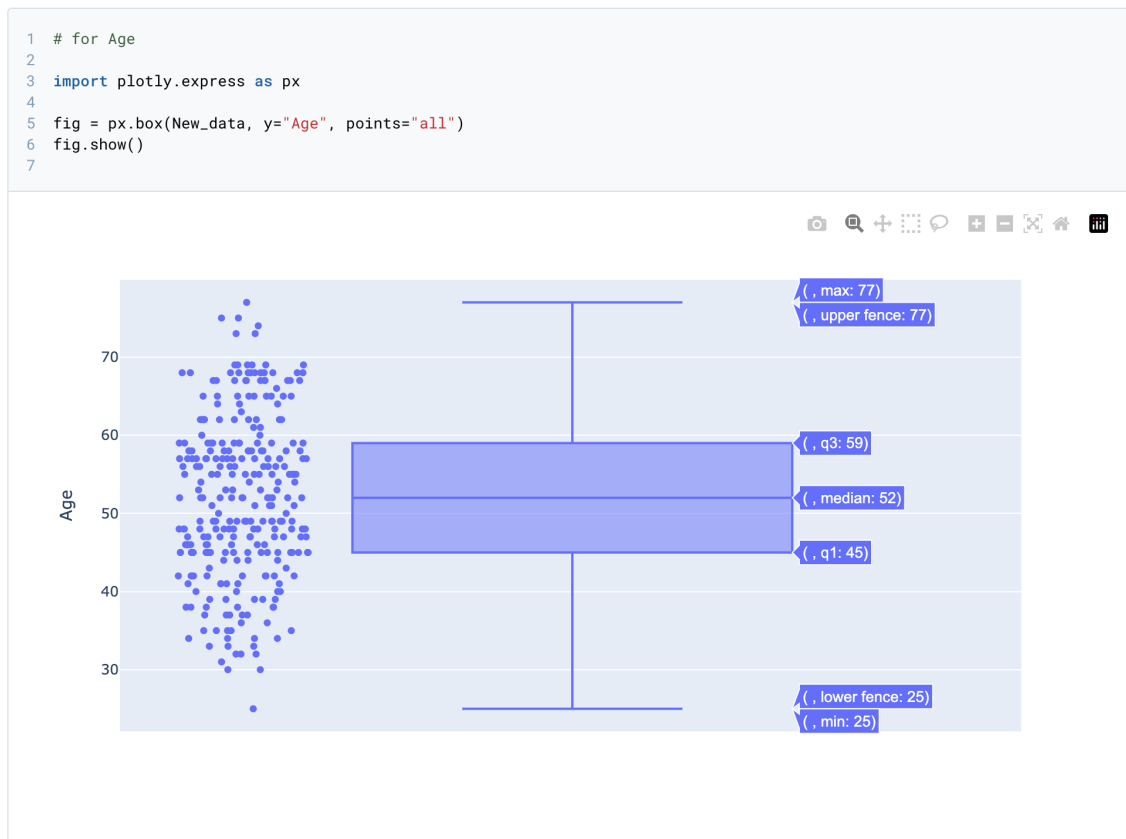 1 # for Age
2
3 import plotly.express as px
4
5 fig = px.box(New_data, y="Age", points="all")
6 fig.show()
7
( , max: 77)
( , upper fence: 77)
70
60
( , q3: 59)
Age
50
( , median: 52)
( , q1: 45)
40
30
( , lower fence: 25)
( , min: 25)